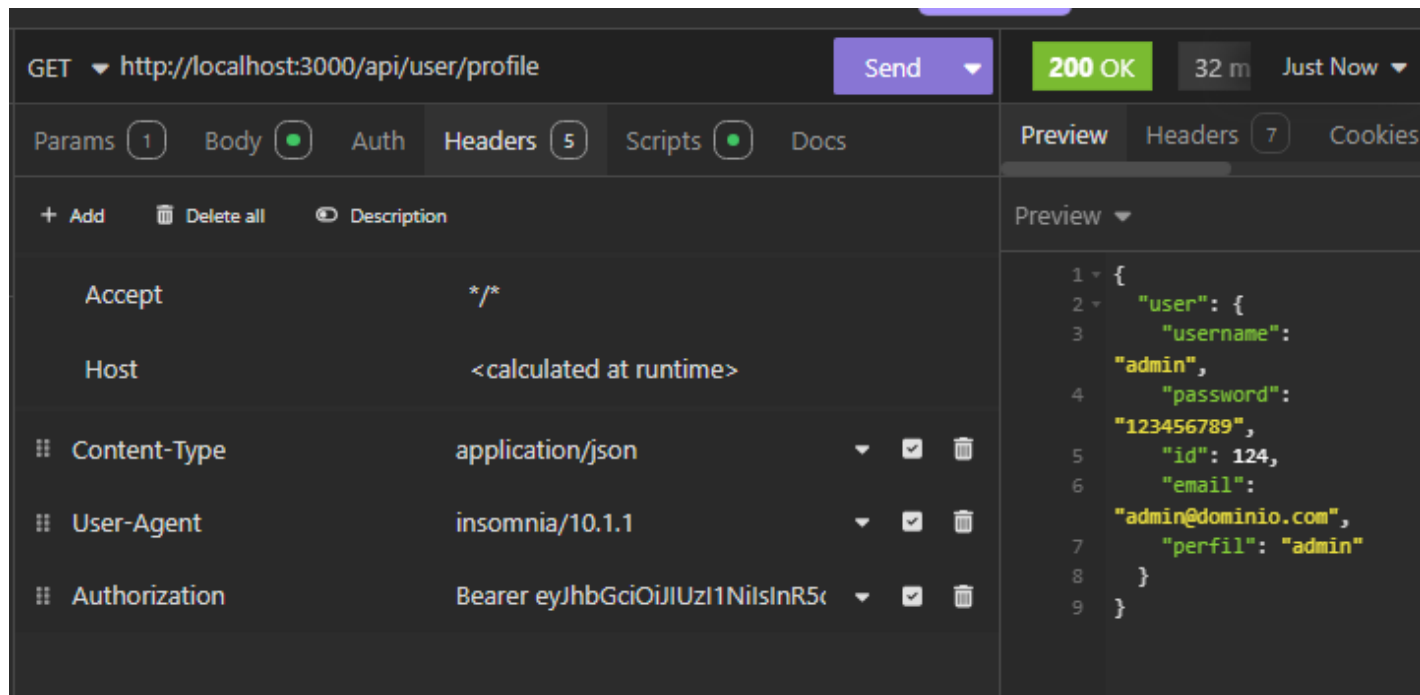 GET http://localhost:3000/api/user/profile Send 200 OK 32 m Just Now
Params 1 Body Auth Headers 5 Scripts Docs Preview Headers 7 Cookies
+ Add Delete all Description Preview
Accept */*
Host <calculated at runtime>
Content-Type application/json
User-Agent insomnia/10.1.1
Authorization Bearer eyJhbGciOiJIUzI1NiIsInR5c
1 {
2 "user": {
3 "username":
"admin",
4 "password":
"123456789",
5 "id": 124,
6 "email":
"admin@dominio.com",
7 "perfil": "admin"
8 }
9 }